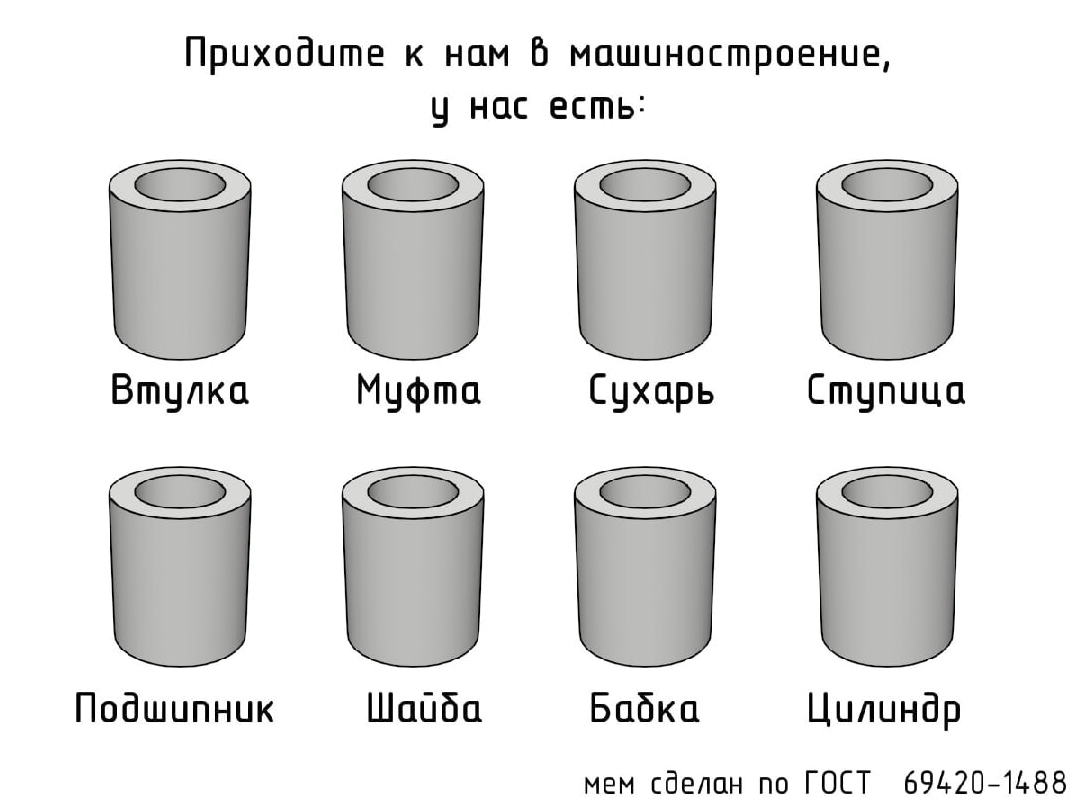 Приходите к нам в машиностроение,
у нас есть:
Втулка Муфта Сухарь Ступица
Подшипник Шайба Бабка Цилиндр
мем сделан по ГОСТ 69420-1488